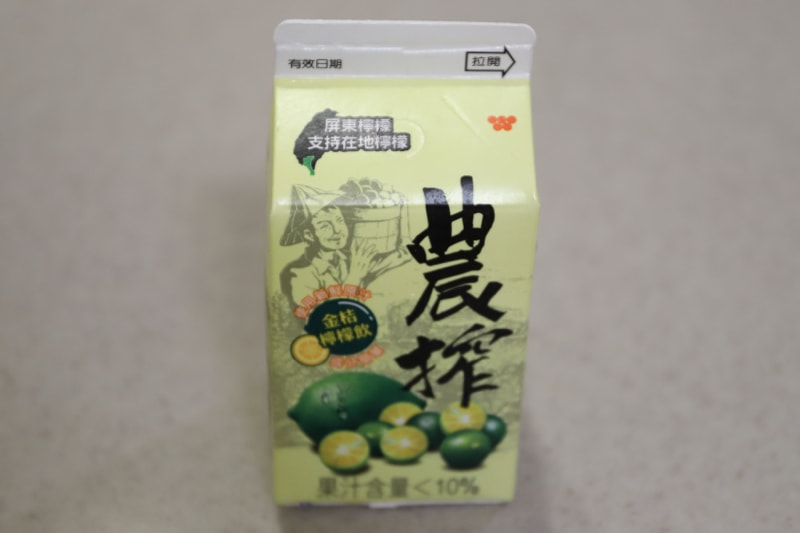 有效日期
拉開
屏東檸檬
支持在地檸檬
農搾
金桔
檸檬飲
果汁含量<10%